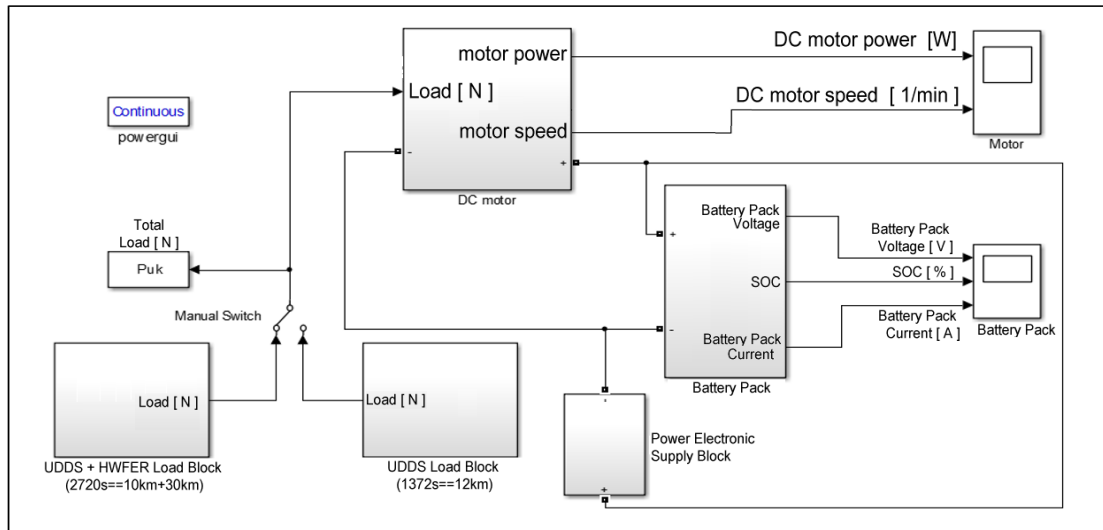 motor power
DC motor power [W]
Load [ N ]
Continuous
powergui
motor speed
DC motor speed [ 1/min ]
Motor
-
+
DC motor
Total
Load [ N ]
Puk
Manual Switch
+
Battery Pack
Voltage
SOC
-
Battery Pack
Current
Battery Pack
Battery Pack
Voltage [ V ]
SOC [ % ]
Battery Pack
Current [ A ]
Battery Pack
Load [ N ]
UDDS + HWFER Load Block
(2720s==10km+30km)
Load [ N ]
UDDS Load Block
(1372s==12km)
-
+
Power Electronic
Supply Block